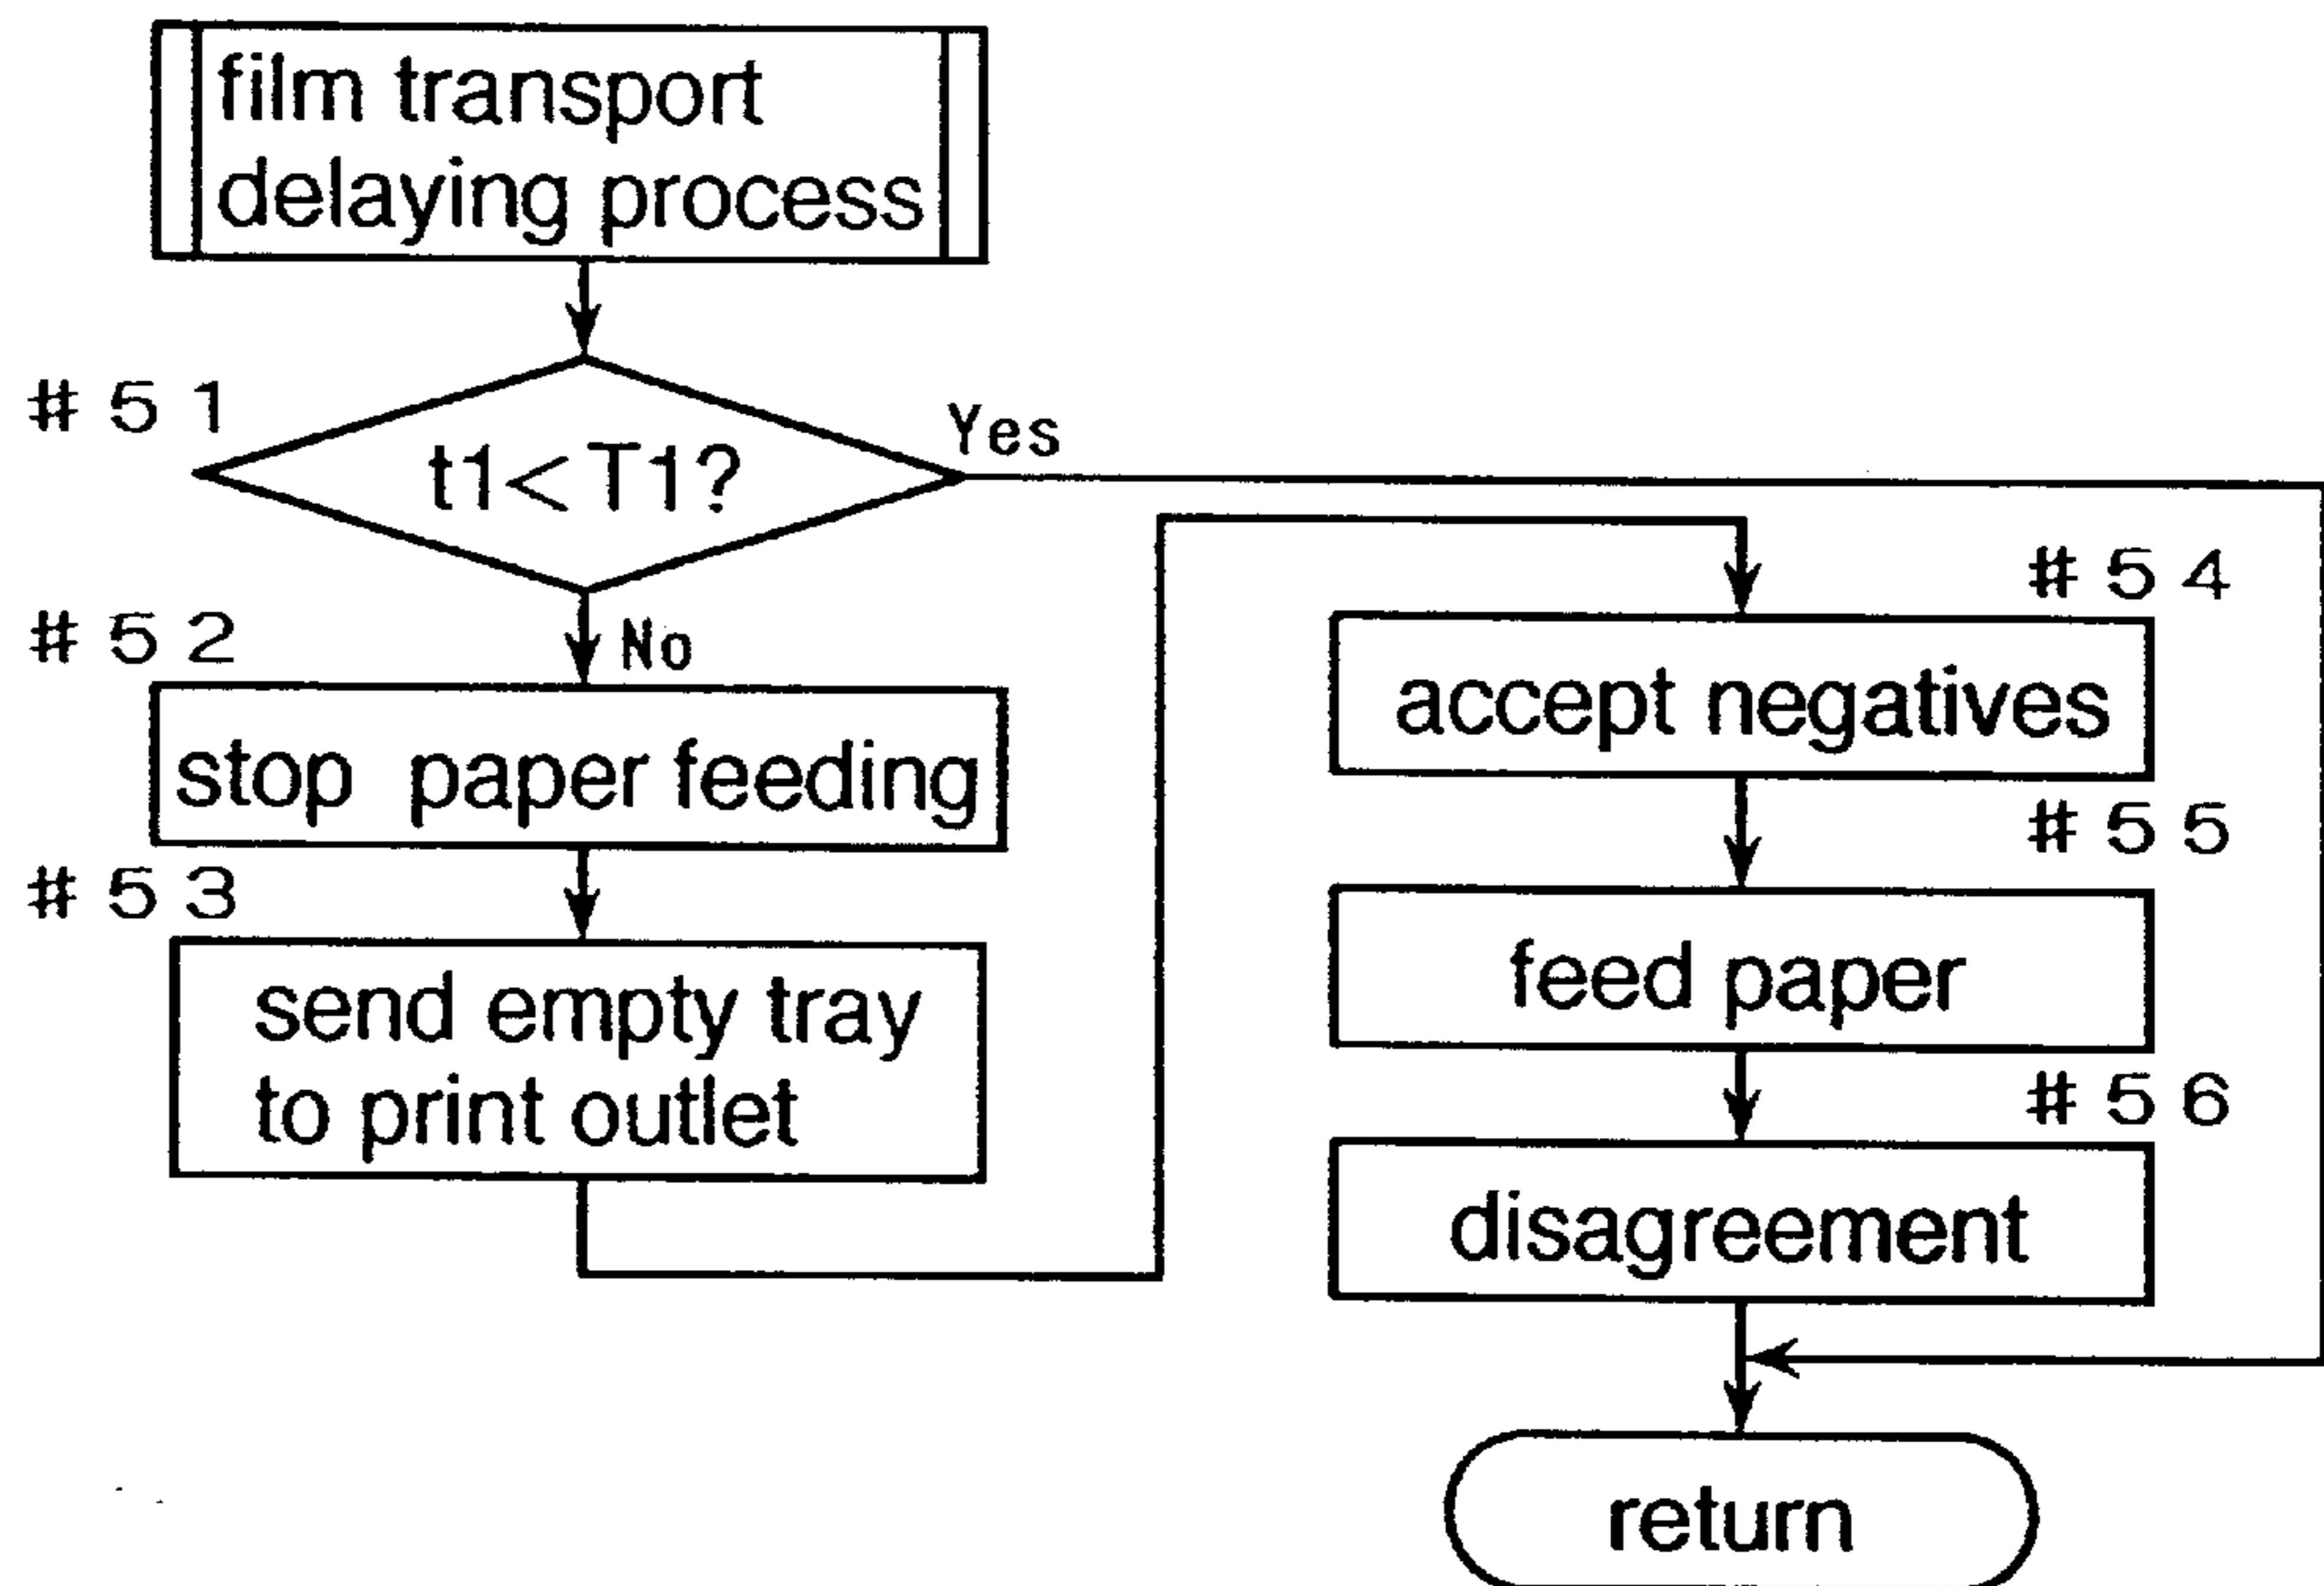 film transport
delaying process
#51
t1<T1?
Yes
No
#52
stop paper feeding
#53
send empty tray
to print outlet
#54
accept negatives
#55
feed paper
#56
disagreement
return